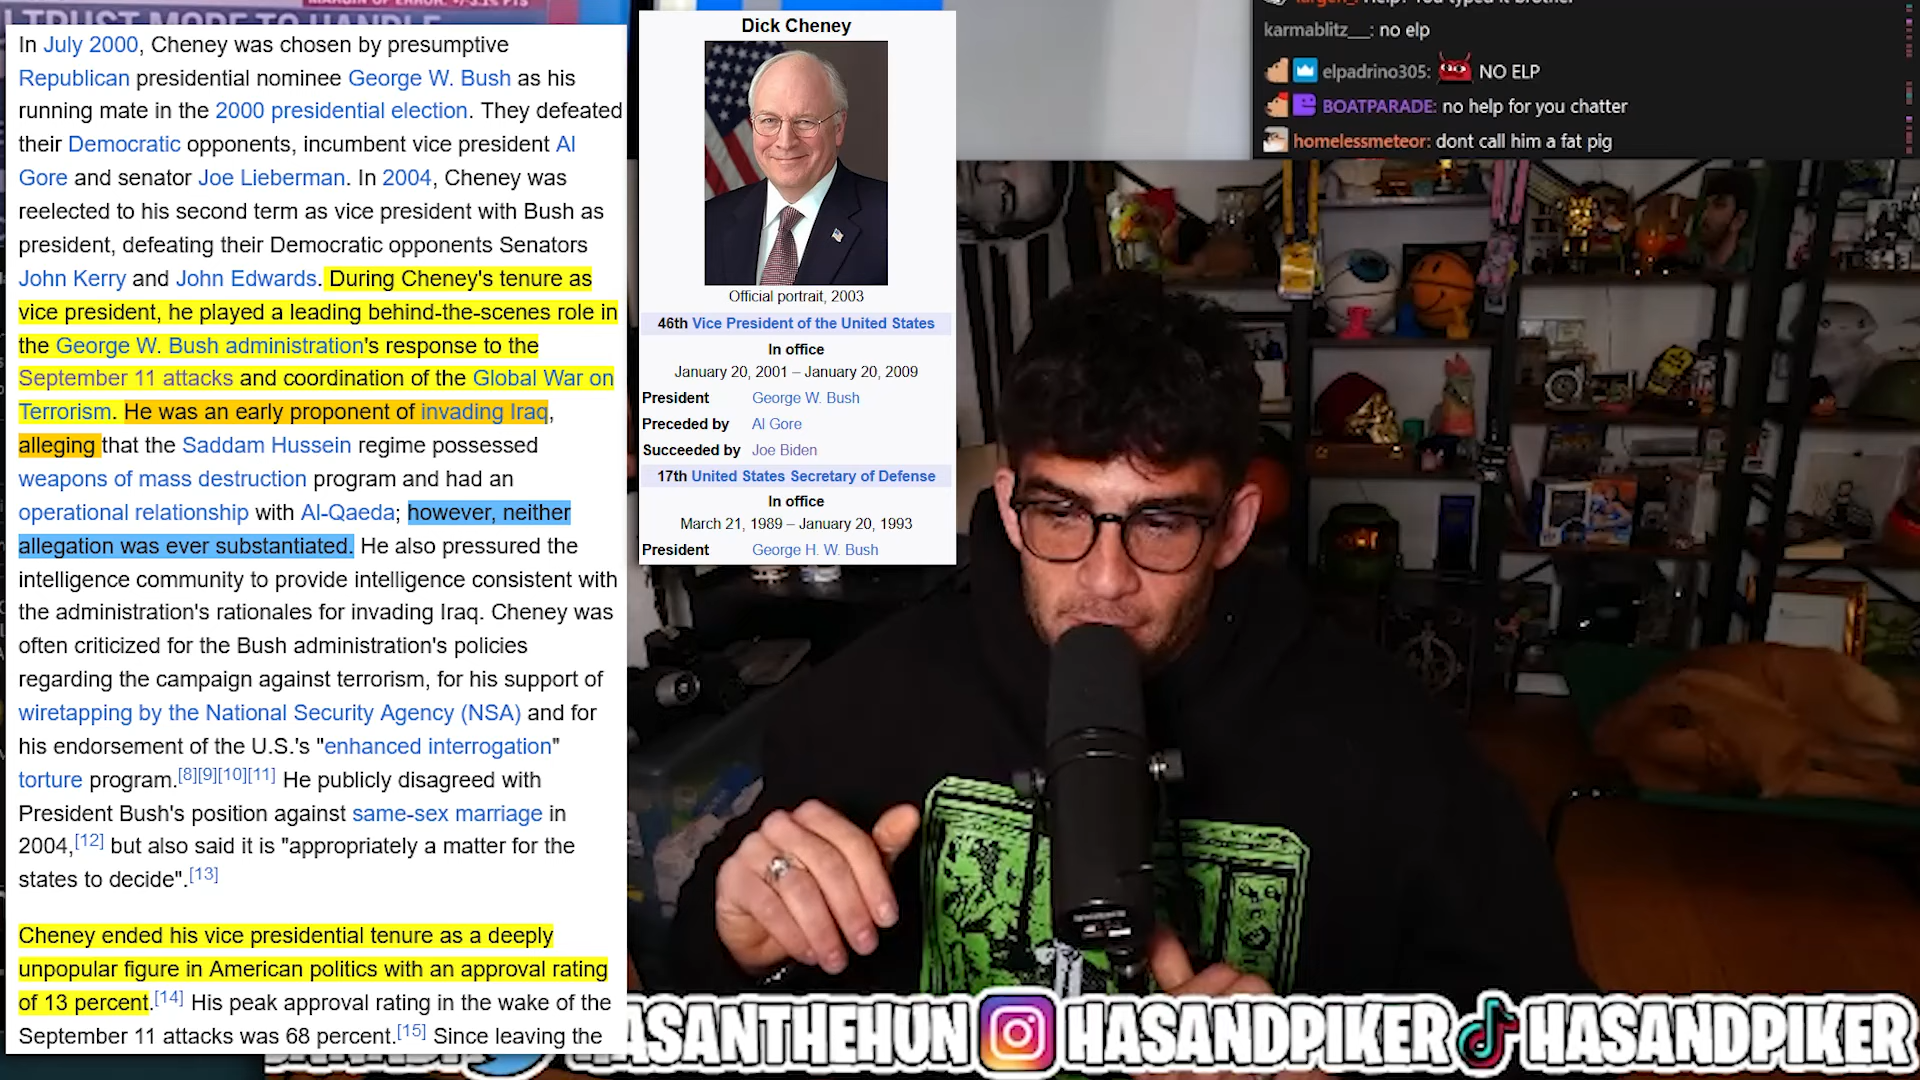 MARGIN OF ERROR: +/-3.1% PTS
TRUST MORE TO HANDLE
In July 2000, Cheney was chosen by presumptive
Republican presidential nominee George W. Bush as his
running mate in the 2000 presidential election. They defeated
their Democratic opponents, incumbent vice president Al
Gore and senator Joe Lieberman. In 2004, Cheney was
reelected to his second term as vice president with Bush as
president, defeating their Democratic opponents Senators
John Kerry and John Edwards. During Cheney's tenure as
vice president, he played a leading behind-the-scenes role in
the George W. Bush administration's response to the
September 11 attacks and coordination of the Global War on
Terrorism. He was an early proponent of invading Iraq,
alleging that the Saddam Hussein regime possessed
weapons of mass destruction program and had an
operational relationship with Al-Qaeda; however, neither
allegation was ever substantiated. He also pressured the
intelligence community to provide intelligence consistent with
the administration's rationales for invading Iraq. Cheney was
often criticized for the Bush administration's policies
regarding the campaign against terrorism, for his support of
wiretapping by the National Security Agency (NSA) and for
his endorsement of the U.S.'s "enhanced interrogation"
torture program.[8][9][10][11] He publicly disagreed with
President Bush's position against same-sex marriage in
2004,[12] but also said it is "appropriately a matter for the
states to decide".[13]
Cheney ended his vice presidential tenure as a deeply
unpopular figure in American politics with an approval rating
of 13 percent.[14] His peak approval rating in the wake of the
September 11 attacks was 68 percent.[15] Since leaving the
Dick Cheney
Official portrait, 2003
46th Vice President of the United States
In office
January 20, 2001 – January 20, 2009
President George W. Bush
Preceded by Al Gore
Succeeded by Joe Biden
17th United States Secretary of Defense
In office
March 21, 1989 – January 20, 1993
President George H. W. Bush
karmablitz__: no elp
elpadrino305: NO ELP
BOATPARADE: no help for you chatter
homelessmeteor: dont call him a fat pig
ASANTHEHUN HASANDPIKER HASANDPIKER